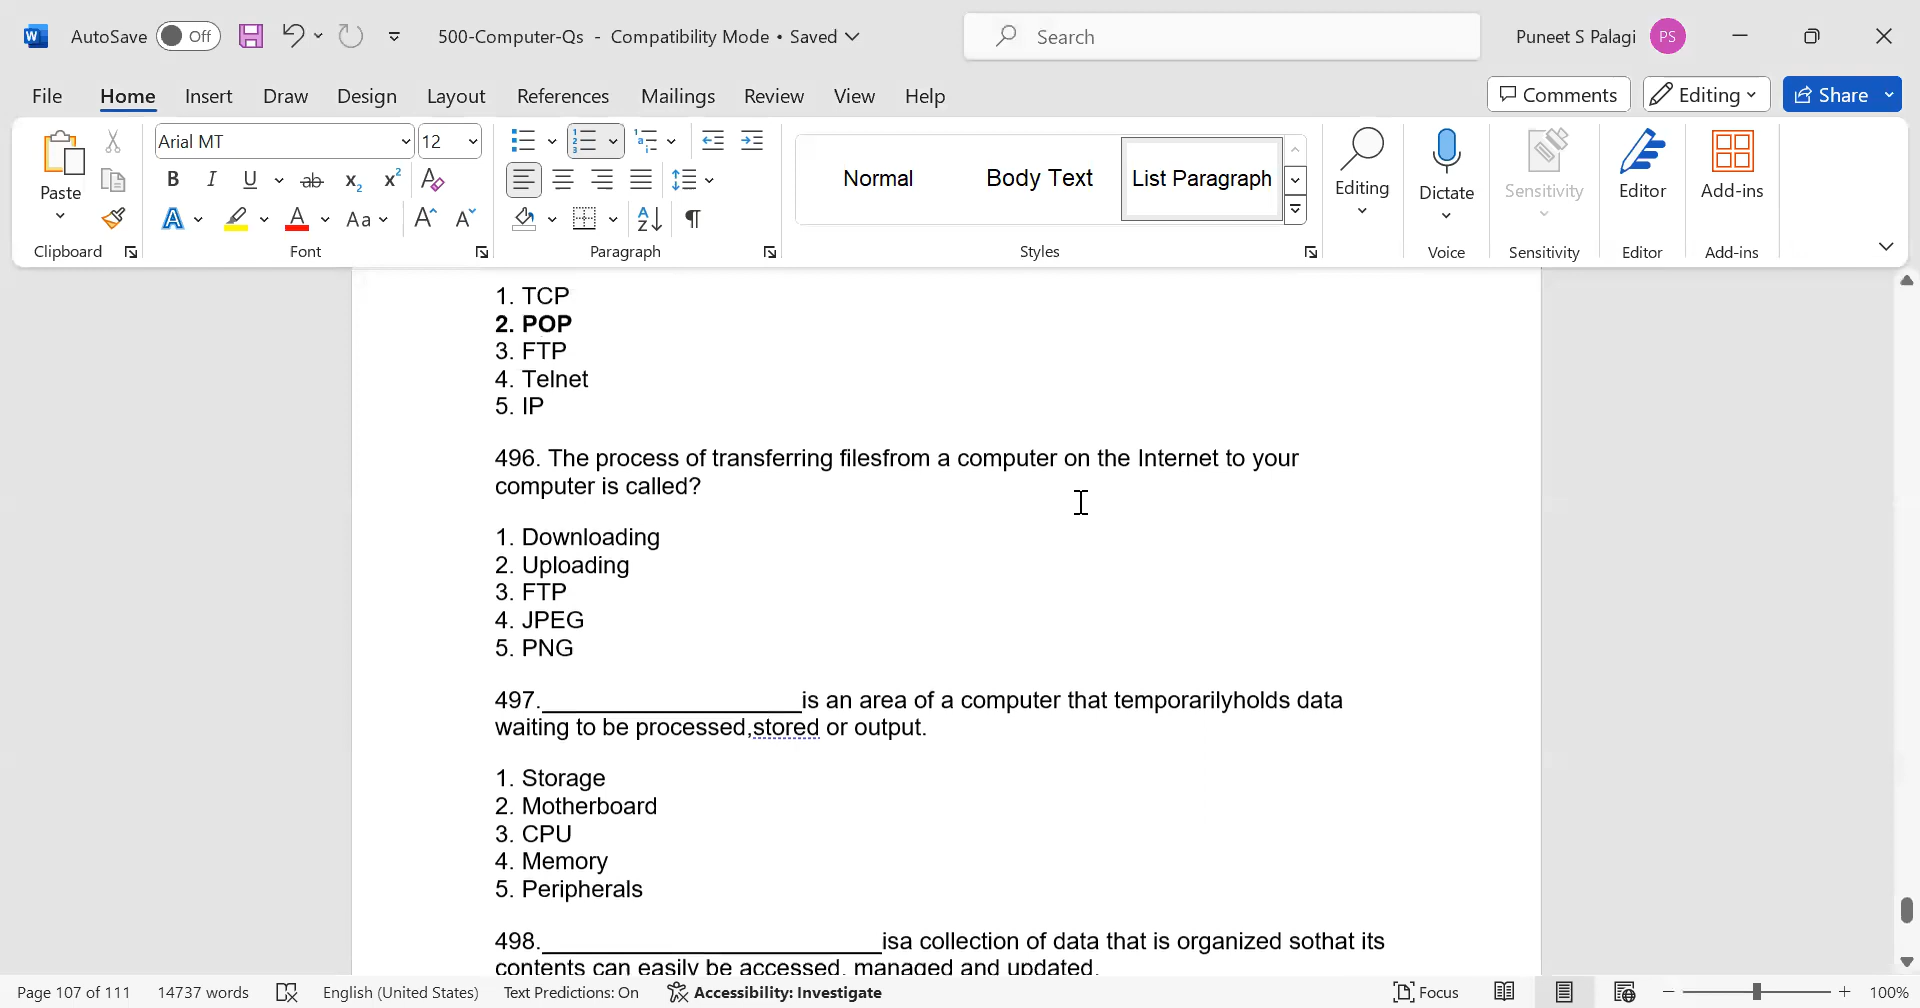 AutoSave Off 500-Computer-Qs - Compatibility Mode • Saved Search Puneet S Palagi PS
File Home Insert Draw Design Layout References Mailings Review View Help Comments Editing Share
Arial MT 12
Paste Normal Body Text List Paragraph Editing Dictate Sensitivity Editor Add-ins
Clipboard Font Paragraph Styles Voice Sensitivity Editor Add-ins
1. TCP
2. POP
3. FTP
4. Telnet
5. IP
496. The process of transferring filesfrom a computer on the Internet to your
computer is called?
1. Downloading
2. Uploading
3. FTP
4. JPEG
5. PNG
497.____________________is an area of a computer that temporarilyholds data
waiting to be processed,stored or output.
1. Storage
2. Motherboard
3. CPU
4. Memory
5. Peripherals
498.__________________________isa collection of data that is organized sothat its
contents can easily be accessed, managed and updated.
Page 107 of 111 14737 words English (United States) Text Predictions: On Accessibility: Investigate Focus 100%